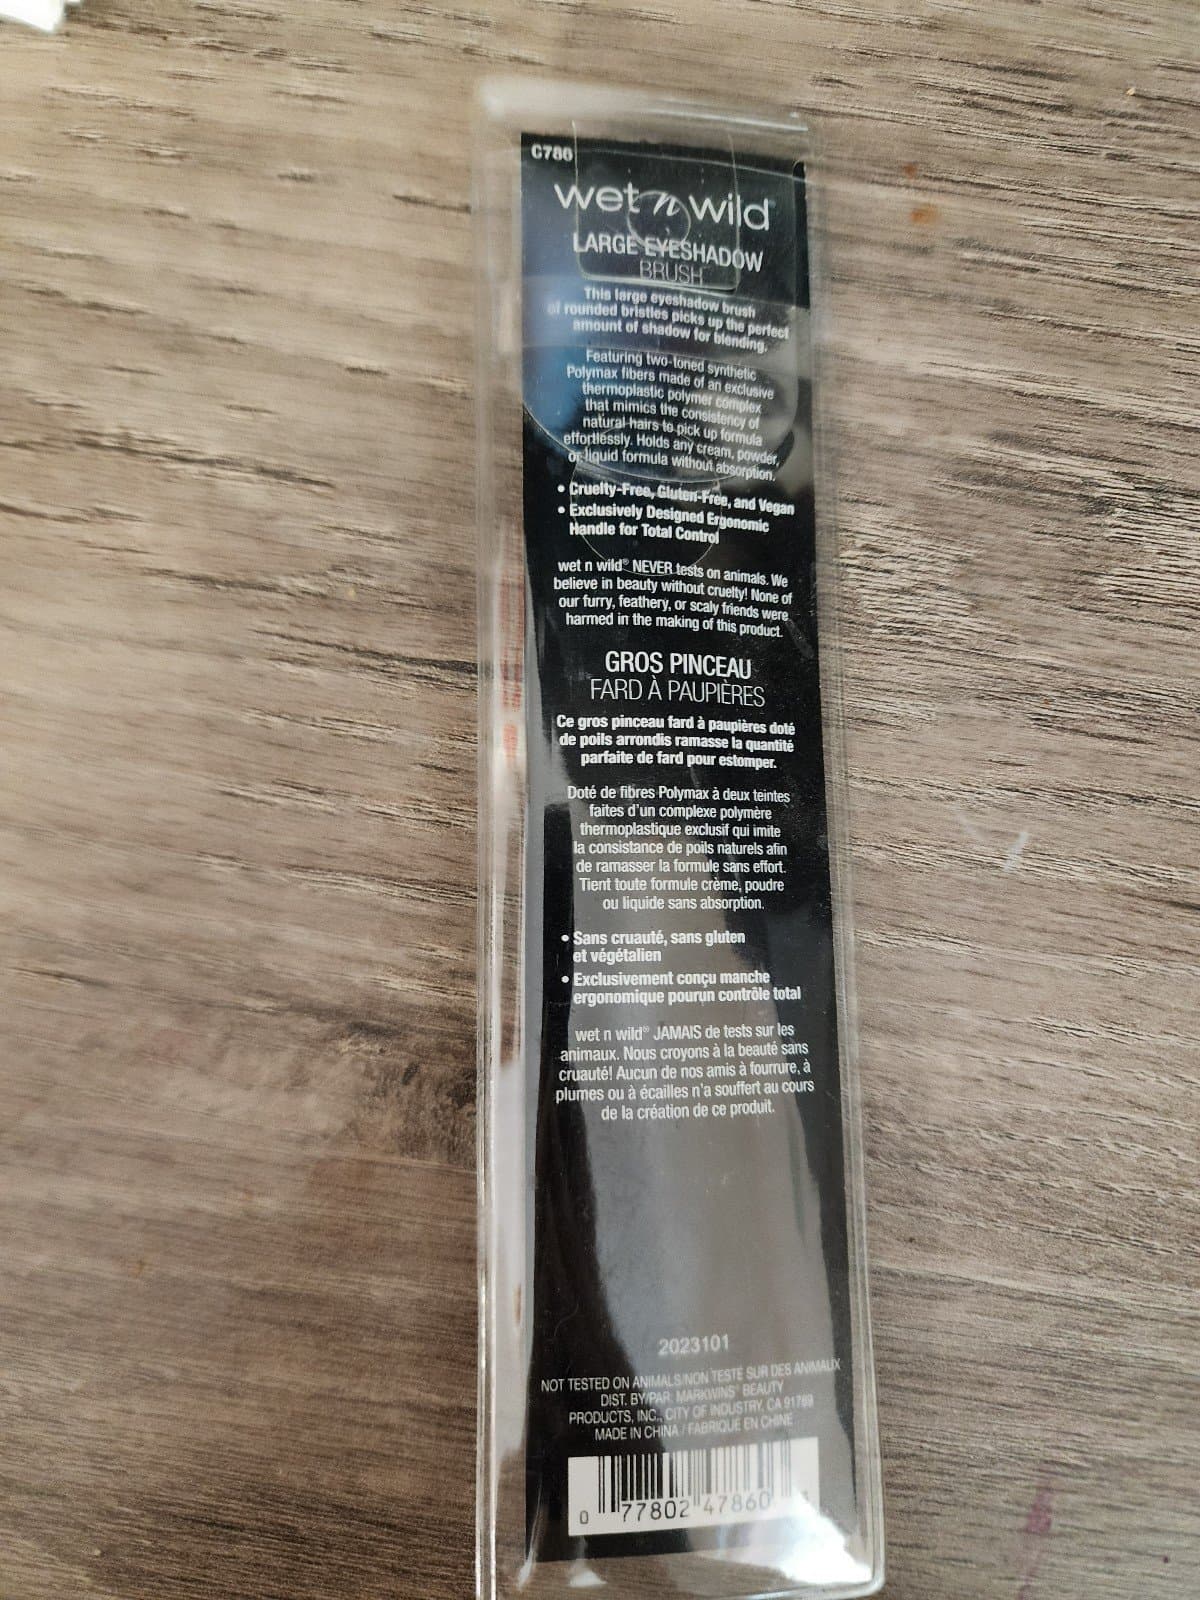 C786
wet n wild
LARGE EYESHADOW
BRUSH
This large eyeshadow brush
of rounded bristles picks up the perfect
amount of shadow for blending.
Featuring two-toned synthetic
Polymax fibers made of an exclusive
thermoplastic polymer complex
that mimics the consistency of
natural hairs to pick up formula
effortlessly. Holds any cream, powder,
or liquid formula without absorption.
• Cruelty-Free, Gluten-Free, and Vegan
• Exclusively Designed Ergonomic
Handle for Total Control
wet n wild® NEVER tests on animals. We
believe in beauty without cruelty! None of
our furry, feathery, or scaly friends were
harmed in the making of this product.
GROS PINCEAU
FARD À PAUPIÈRES
Ce gros pinceau fard à paupières doté
de poils arrondis ramasse la quantité
parfaite de fard pour estomper.
Doté de fibres Polymax à deux teintes
faites d'un complexe polymère
thermoplastique exclusif qui imite
la consistance de poils naturels afin
de ramasser la formule sans effort.
Tient toute formule crème, poudre
ou liquide sans absorption.
• Sans cruauté, sans gluten
et végétalien
• Exclusivement conçu manche
ergonomique pourun contrôle total
wet n wild® JAMAIS de tests sur les
animaux. Nous croyons à la beauté sans
cruauté! Aucun de nos amis à fourrure, à
plumes ou à écailles n'a souffert au cours
de la création de ce produit.
2023101
NOT TESTED ON ANIMALS/NON TESTÉ SUR DES ANIMAUX
DIST. BY/PAR. MARKWINS® BEAUTY
PRODUCTS, INC., CITY OF INDUSTRY, CA 91789
MADE IN CHINA / FABRIQUÉ EN CHINE
0 77802 47860